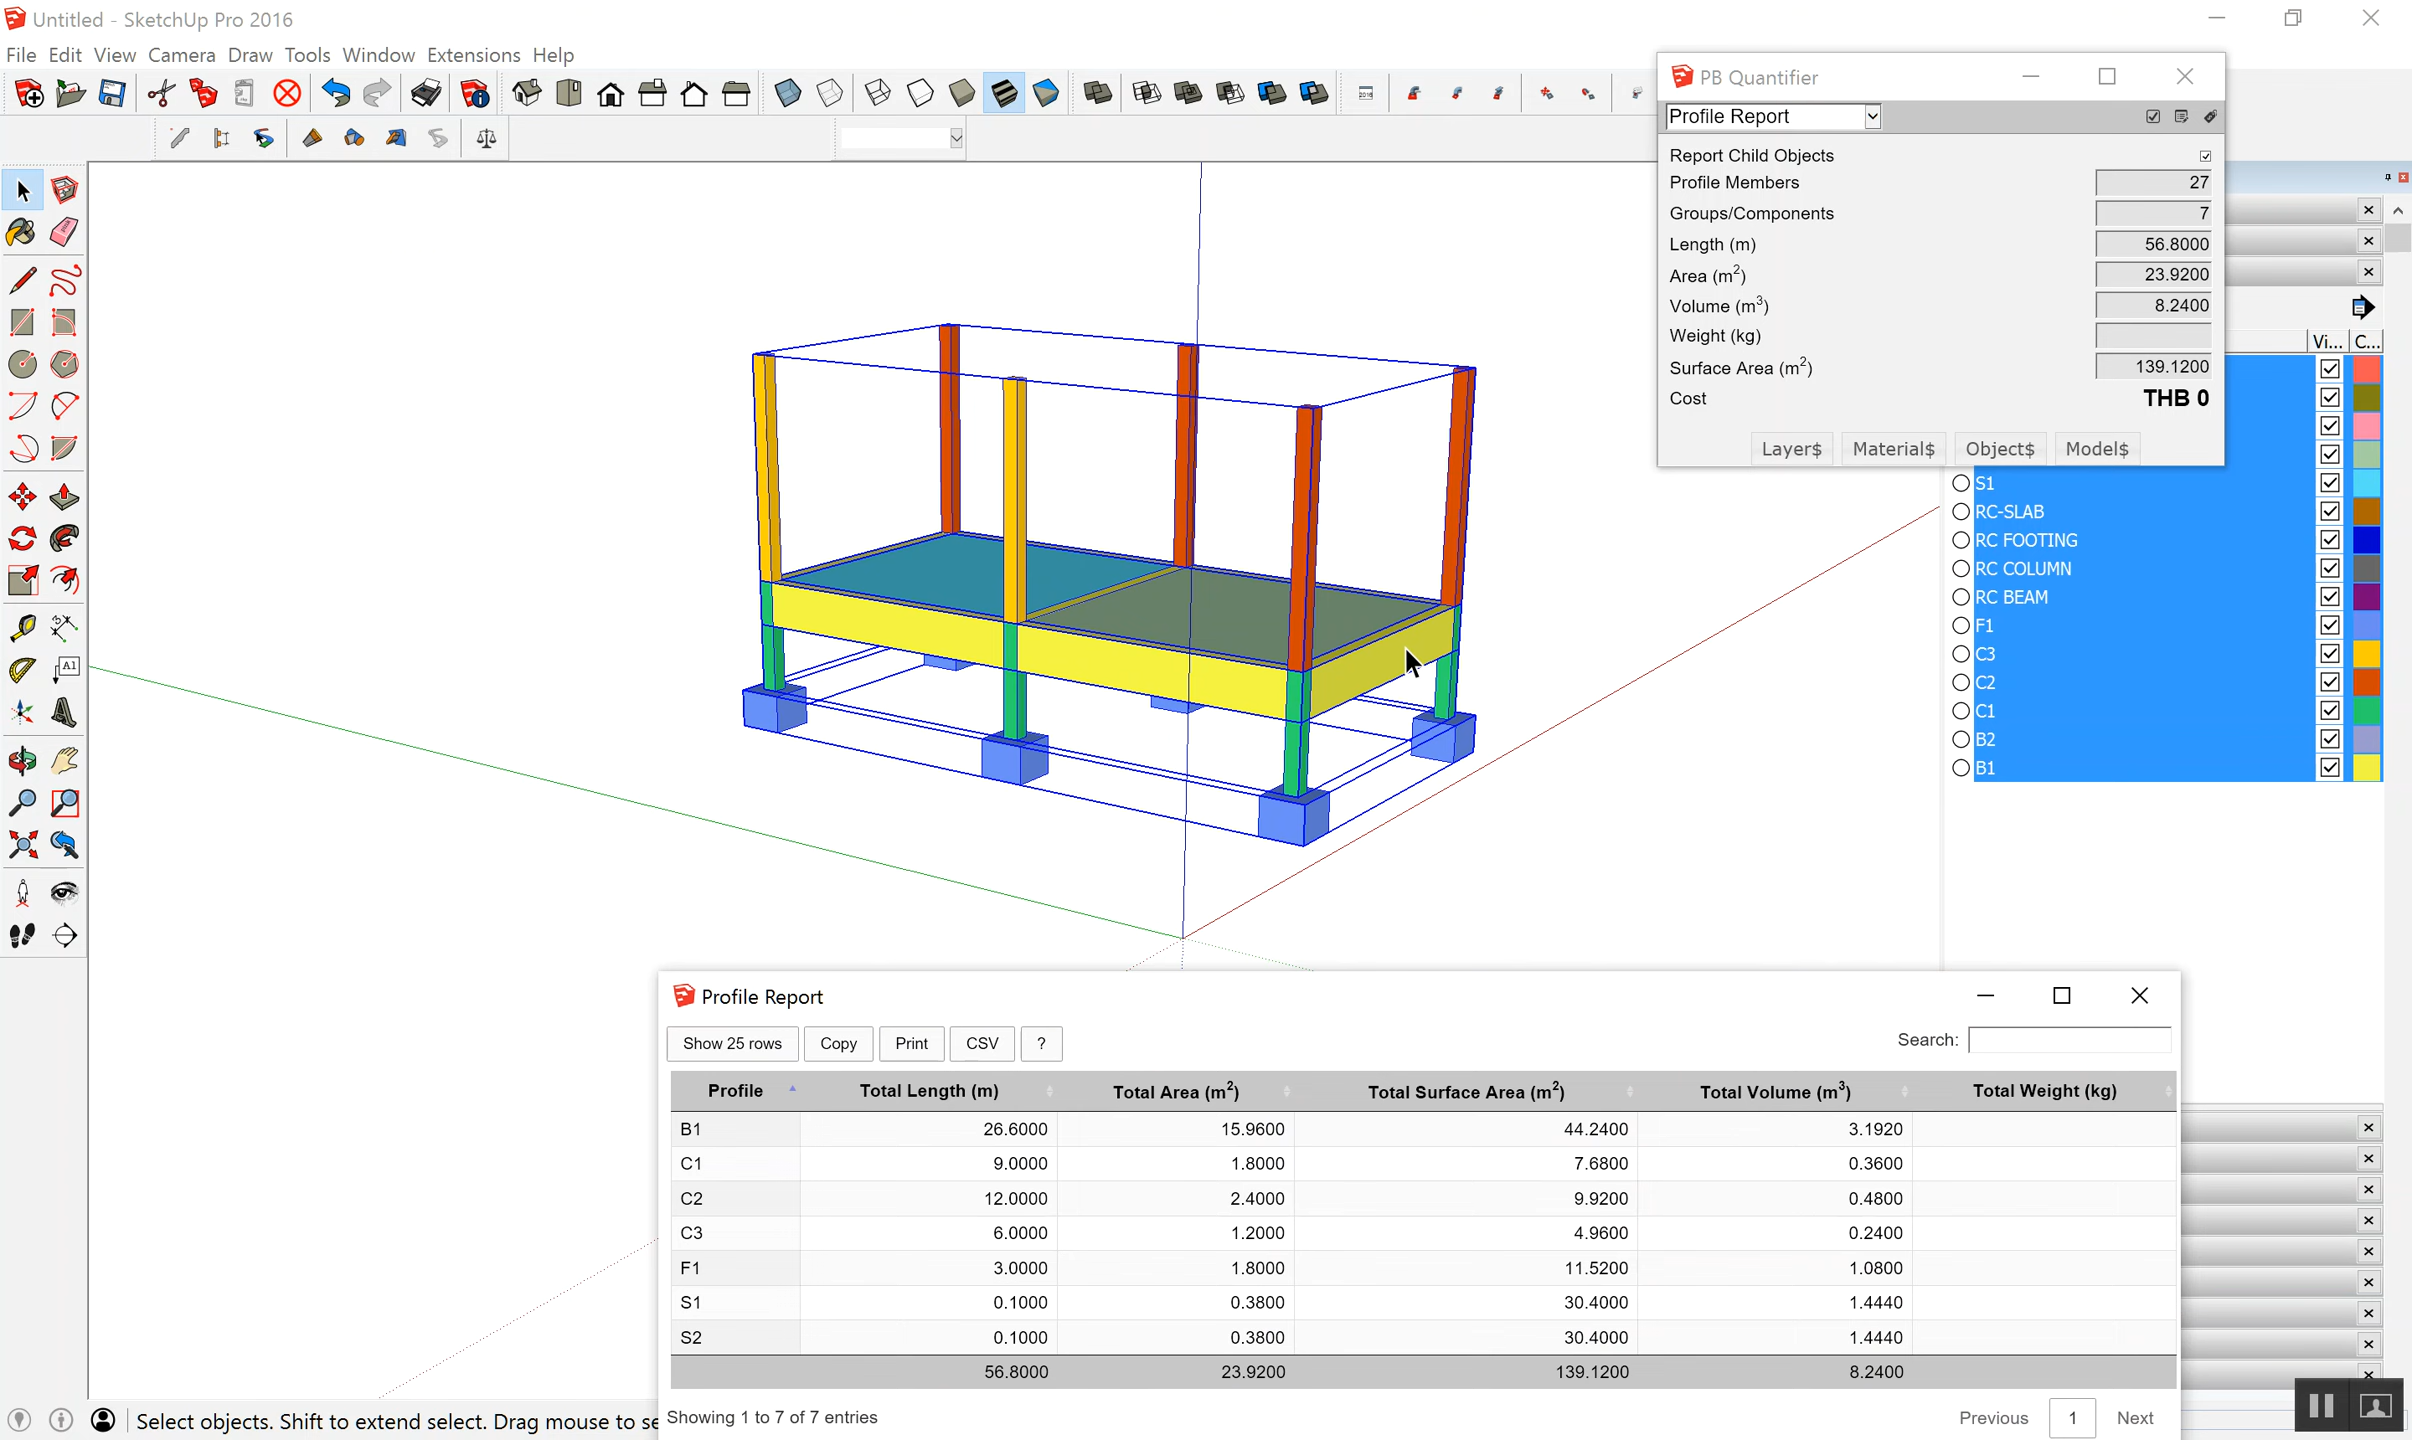 Untitled - SketchUp Pro 2016
File Edit View Camera Draw Tools Window Extensions Help
PB Quantifier
Profile Report
Report Child Objects
Profile Members 27
Groups/Components 7
Length (m) 56.8000
Area (m²) 23.9200
Volume (m³) 8.2400
Weight (kg)
Surface Area (m²) 139.1200
Cost THB 0
Layer$ Material$ Object$ Model$
Vi... C...
S1
RC-SLAB
RC FOOTING
RC COLUMN
RC BEAM
F1
C3
C2
C1
B2
B1
Profile Report
Show 25 rows Copy Print CSV ? Search:
Profile Total Length (m) Total Area (m²) Total Surface Area (m²) Total Volume (m³) Total Weight (kg)
B1 26.6000 15.9600 44.2400 3.1920
C1 9.0000 1.8000 7.6800 0.3600
C2 12.0000 2.4000 9.9200 0.4800
C3 6.0000 1.2000 4.9600 0.2400
F1 3.0000 1.8000 11.5200 1.0800
S1 0.1000 0.3800 30.4000 1.4440
S2 0.1000 0.3800 30.4000 1.4440
56.8000 23.9200 139.1200 8.2400
Showing 1 to 7 of 7 entries Previous 1 Next
Select objects. Shift to extend select. Drag mouse to se